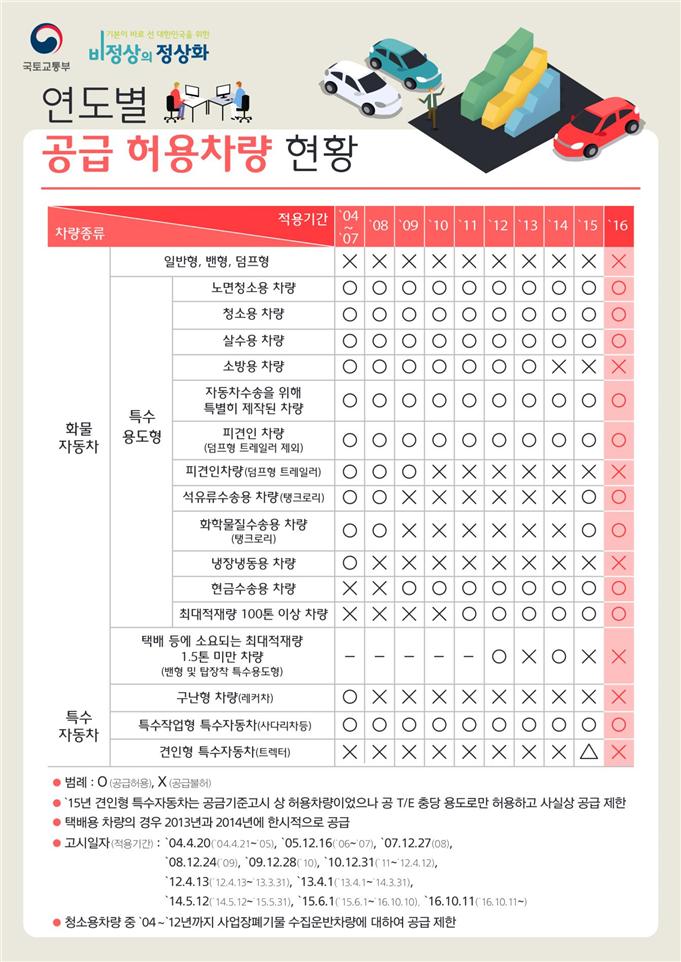 국토교통부
기본이 바로 선 대한민국을 위한
비정상의 정상화
연도별
공급 허용차량 현황
차량종류 적용기간 `04 ~ `07 `08 `09 `10 `11 `12 `13 `14 `15 `16
화물 자동차
일반형, 밴형, 덤프형 X X X X X X X X X X
특수 용도형
노면청소용 차량 O O O O O O O O O O
청소용 차량 O O O O O O O O O O
살수용 차량 O O O O O O O O O O
소방용 차량 O O O O O O O X X X
자동차수송을 위해
특별히 제작된 차량 O O O O O O O O O O
피견인 차량
(덤프형 트레일러 제외) O O O O O O O O O O
피견인차량(덤프형 트레일러) O O O X X X X X X X
석유류수송용 차량(탱크로리) O O X X X X X X O O
화학물질수송용 차량
(탱크로리) O O X X X X X X O O
냉장냉동용 차량 O X X X X X X X X X
현금수송용 차량 X X O O O O O O O O
최대적재량 100톤 이상 차량 X X X X O O O O O O
택배 등에 소요되는 최대적재량
1.5톤 미만 차량
(밴형 및 탑장착 특수용도형) – – – – – O X O X X
특수 자동차
구난형 차량(레커차) O X X X X X X X X X
특수작업형 특수자동차(사다리차등) O O O O O O O O O O
견인형 특수자동차(트렉터) X X X X X X X X △ X
● 범례 : O (공급허용), X (공급불허)
● `15년 견인형 특수자동차는 공금기준고시 상 허용차량이었으나 공 T/E 충당 용도로만 허용하고 사실상 공급 제한
● 택배용 차량의 경우 2013년과 2014년에 한시적으로 공급
● 고시일자(적용기간) : `04.4.20(`04.4.21~`05), `05.12.16(`06~`07), `07.12.27(08),
`08.12.24(`09), `09.12.28(`10), `10.12.31(`11~`12.4.12),
`12.4.13(`12.4.13~`13.3.31), `13.4.1(`13.4.1~`14.3.31),
`14.5.12(`14.5.12~`15.5.31), `15.6.1(`15.6.1~`16.10.10), `16.10.11(`16.10.11~)
● 청소용차량 중 `04~`12년까지 사업장폐기물 수집운반차량에 대하여 공급 제한